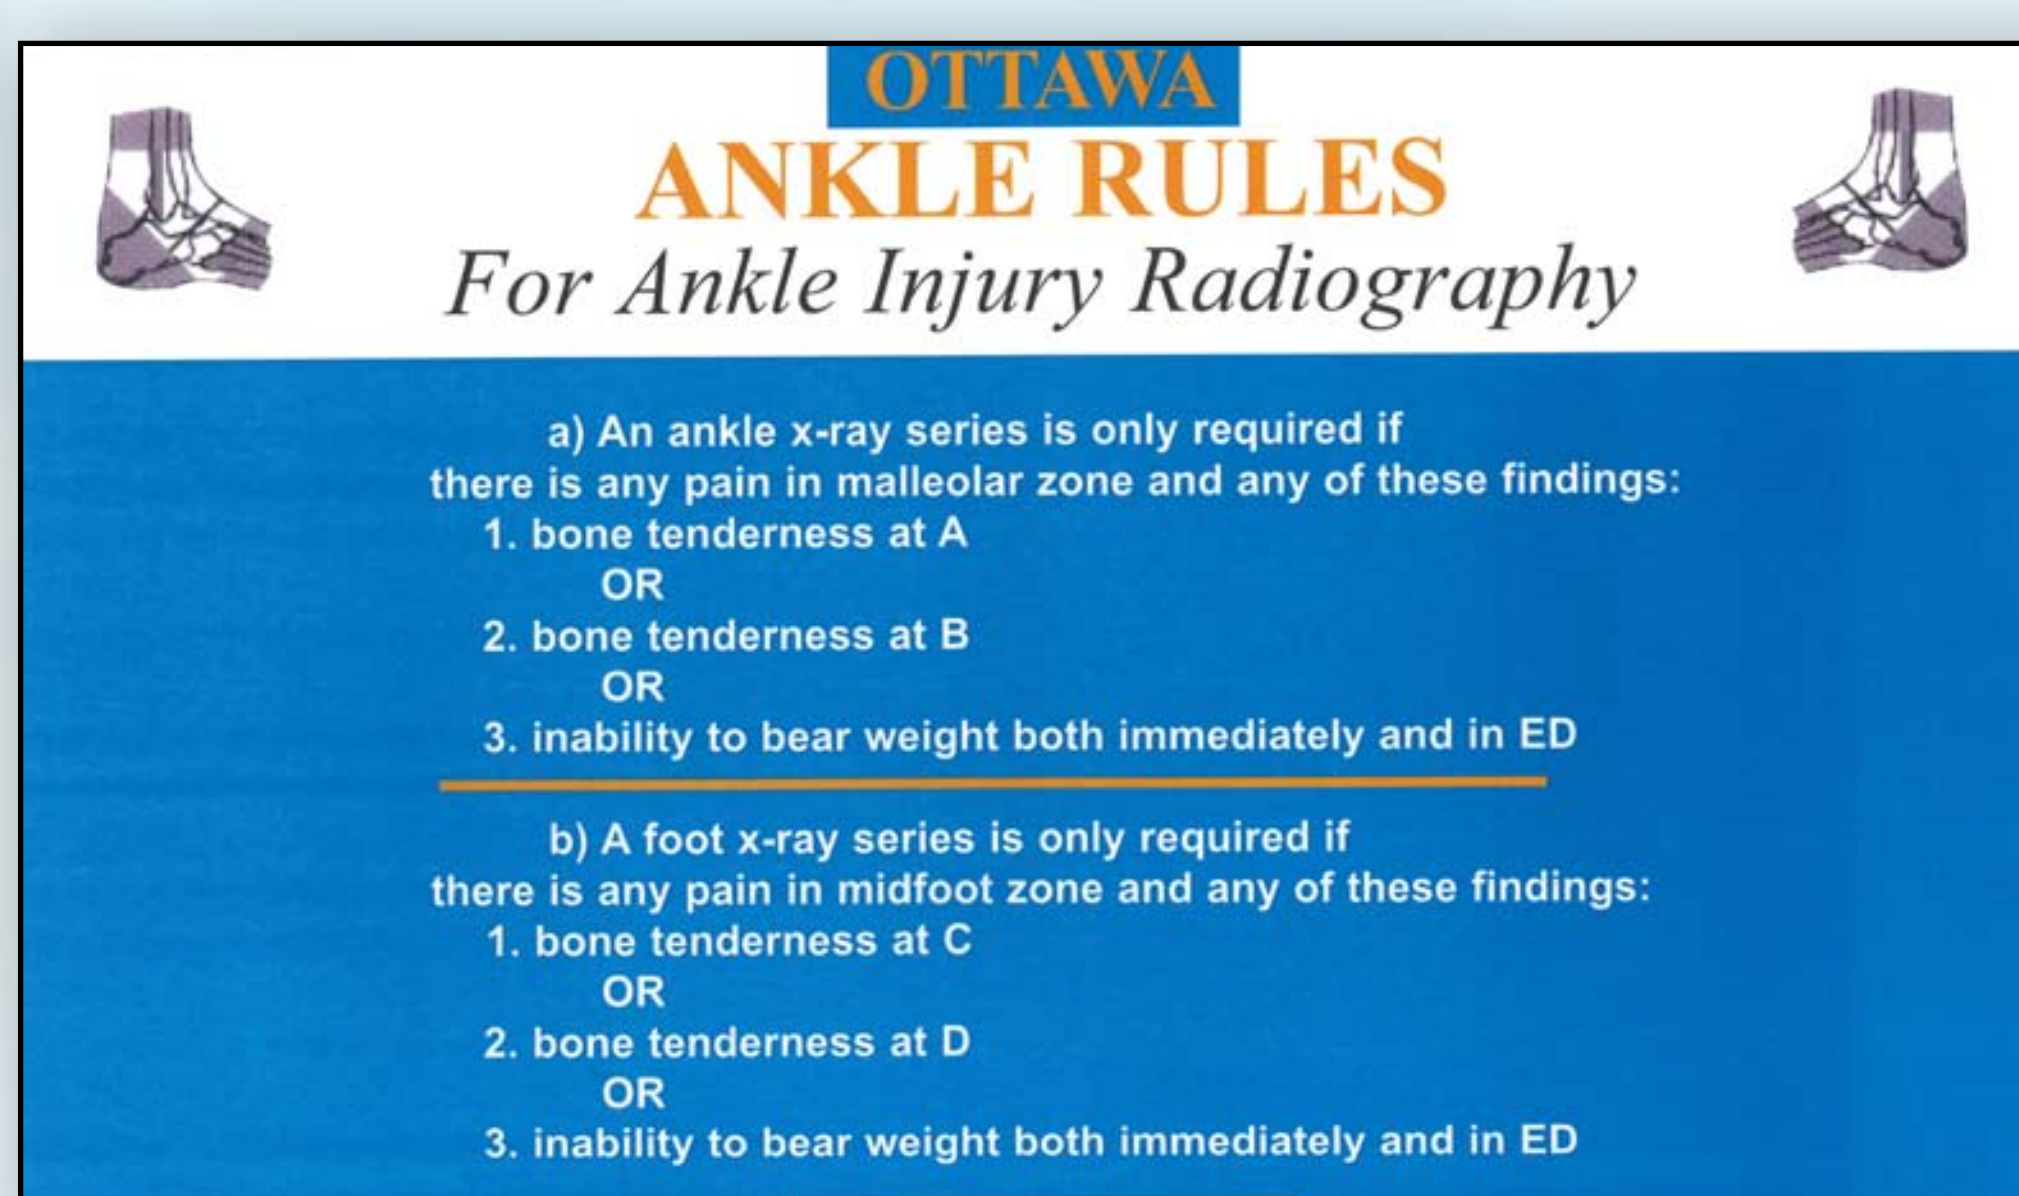 OTTAWA
ANKLE RULES
For Ankle Injury Radiography
a) An ankle x-ray series is only required if
there is any pain in malleolar zone and any of these findings:
1. bone tenderness at A
OR
2. bone tenderness at B
OR
3. inability to bear weight both immediately and in ED
b) A foot x-ray series is only required if
there is any pain in midfoot zone and any of these findings:
1. bone tenderness at C
OR
2. bone tenderness at D
OR
3. inability to bear weight both immediately and in ED